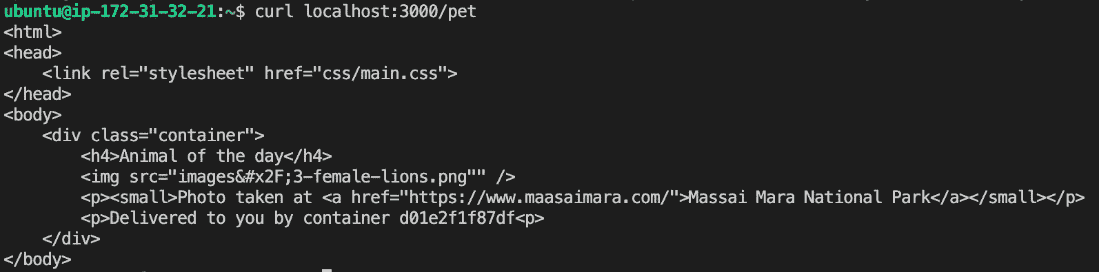 ubuntu@ip-172-31-32-21:~$ curl localhost:3000/pet
<html>
<head>
    <link rel="stylesheet" href="css/main.css">
</head>
<body>
    <div class="container">
        <h4>Animal of the day</h4>
        <img src="images&#x2F;3-female-lions.png"" />
        <p><small>Photo taken at <a href="https://www.maasaimara.com/">Massai Mara National Park</a></small></p>
        <p>Delivered to you by container d01e2f1f87df<p>
    </div>
</body>